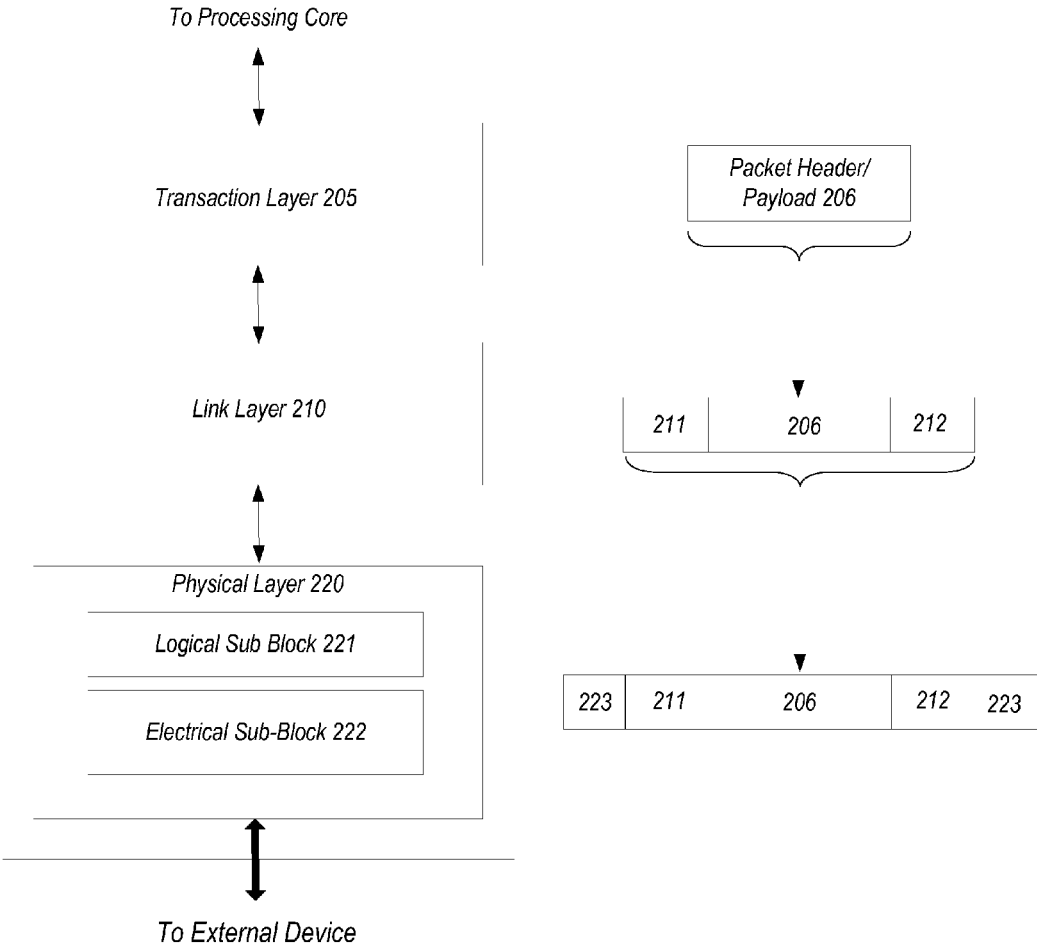 To Processing Core
Transaction Layer 205
Packet Header/
Payload 206
Link Layer 210
211 206 212
Physical Layer 220
Logical Sub Block 221
Electrical Sub-Block 222
223 211 206 212 223
To External Device